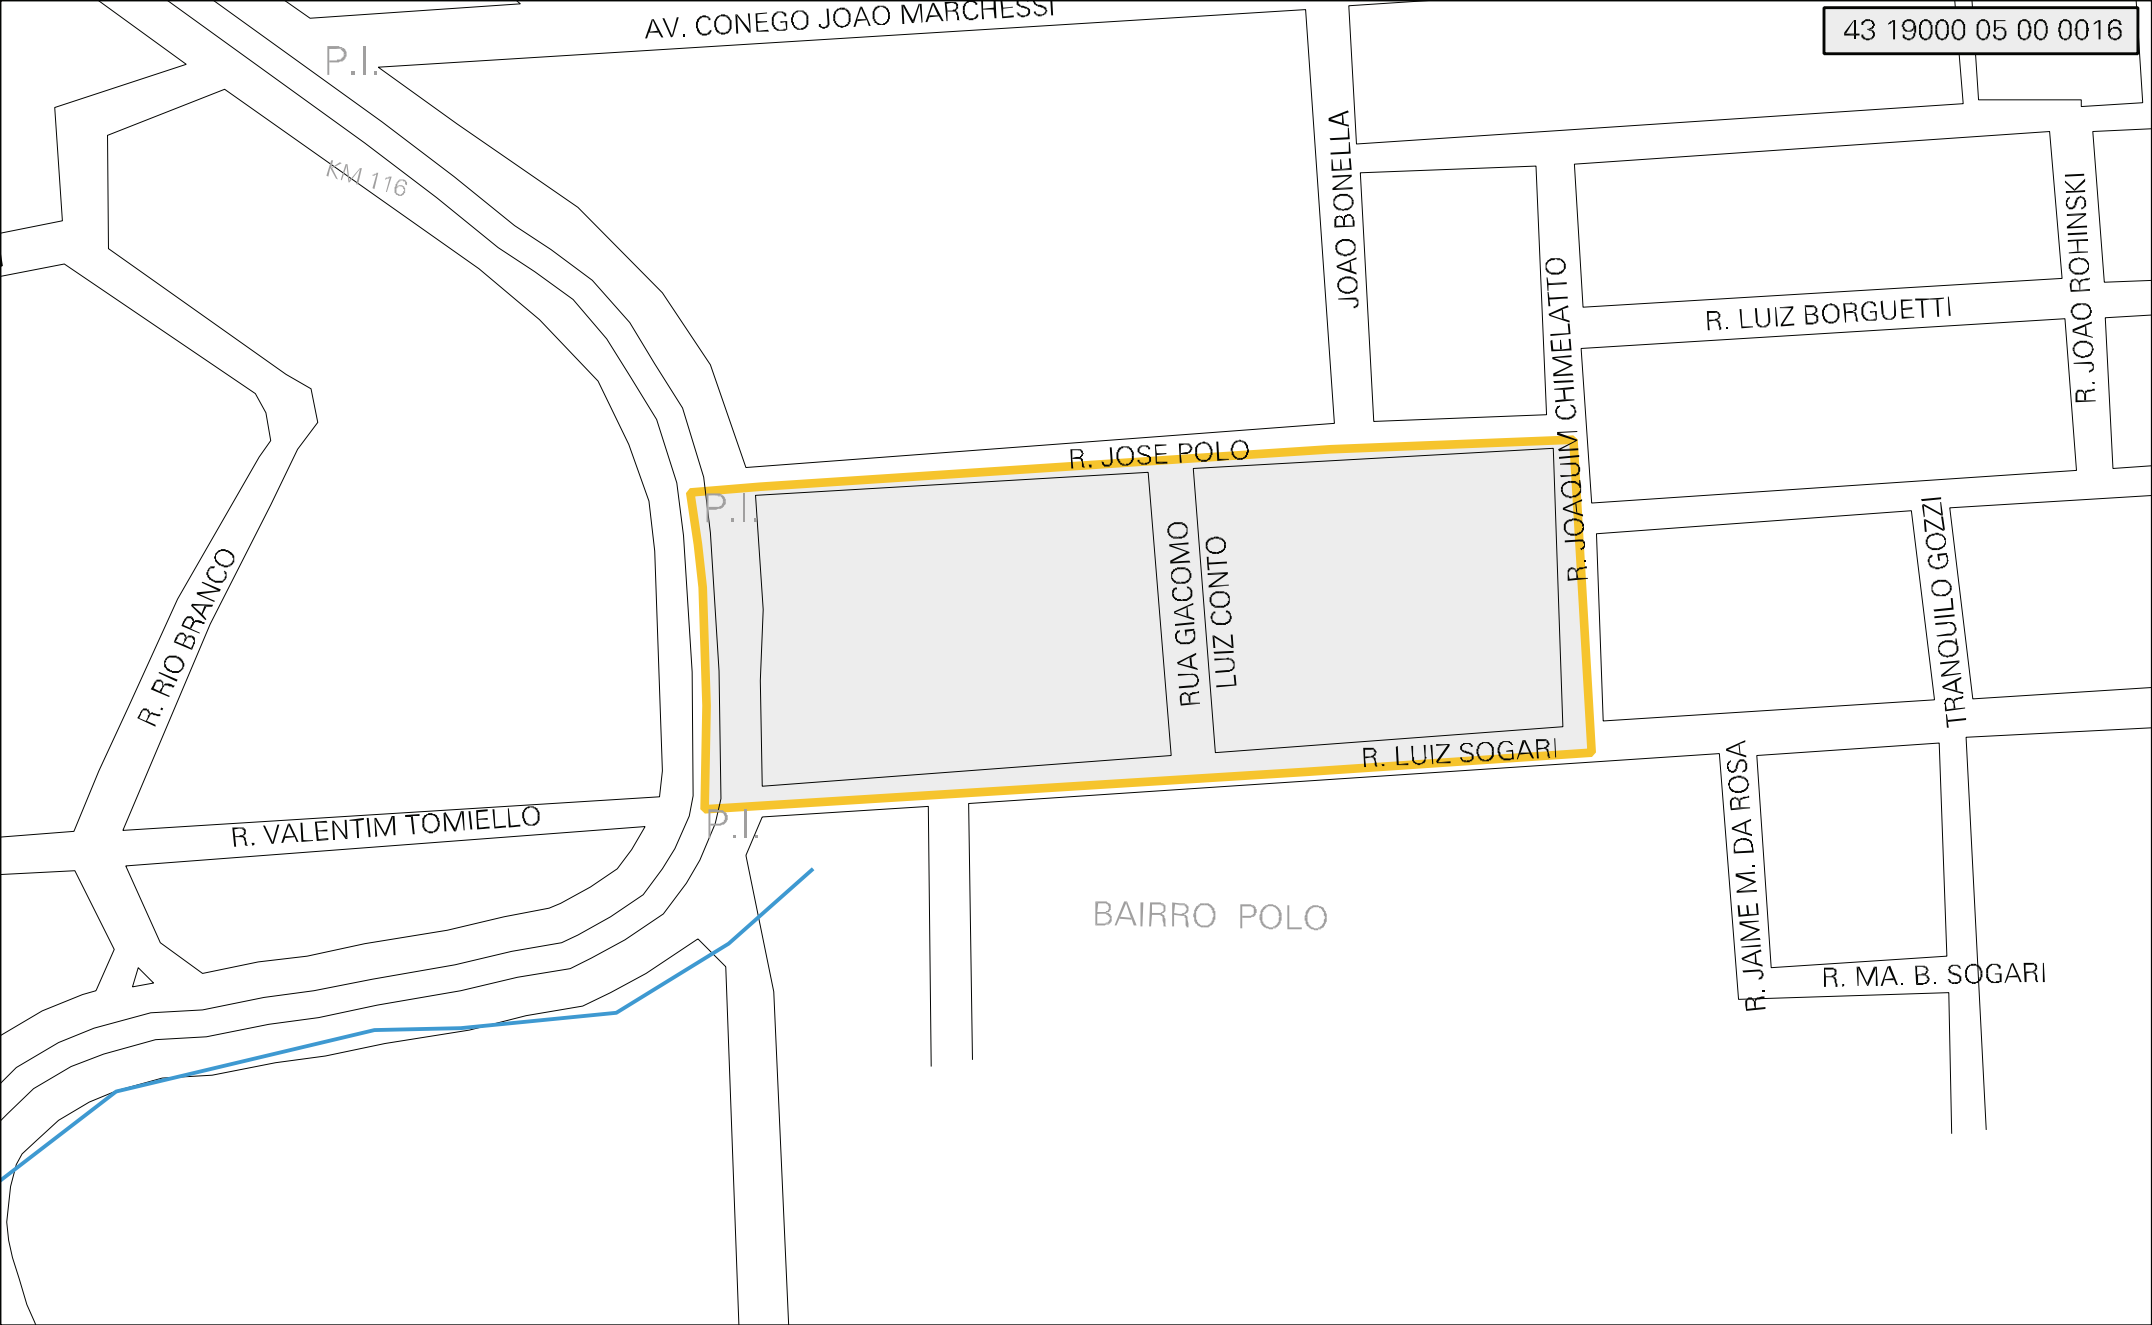 AV. CONEGO JOAO MARCHESSI
43 19000 05 00 0016
P.I.
KM 116
JOAO BONELLA
R. JOAO ROHINSKI
R. LUIZ BORGUETTI
R. JOAQUIM CHIMELATTO
R. JOSE POLO
P.I.
RUA GIACOMO
LUIZ CONTO
TRANQUILO GOZZI
R. RIO BRANCO
R. LUIZ SOGARI
R. VALENTIM TOMIELLO
P.I.
R. JAIME M. DA ROSA
BAIRRO POLO
R. MA. B. SOGARI